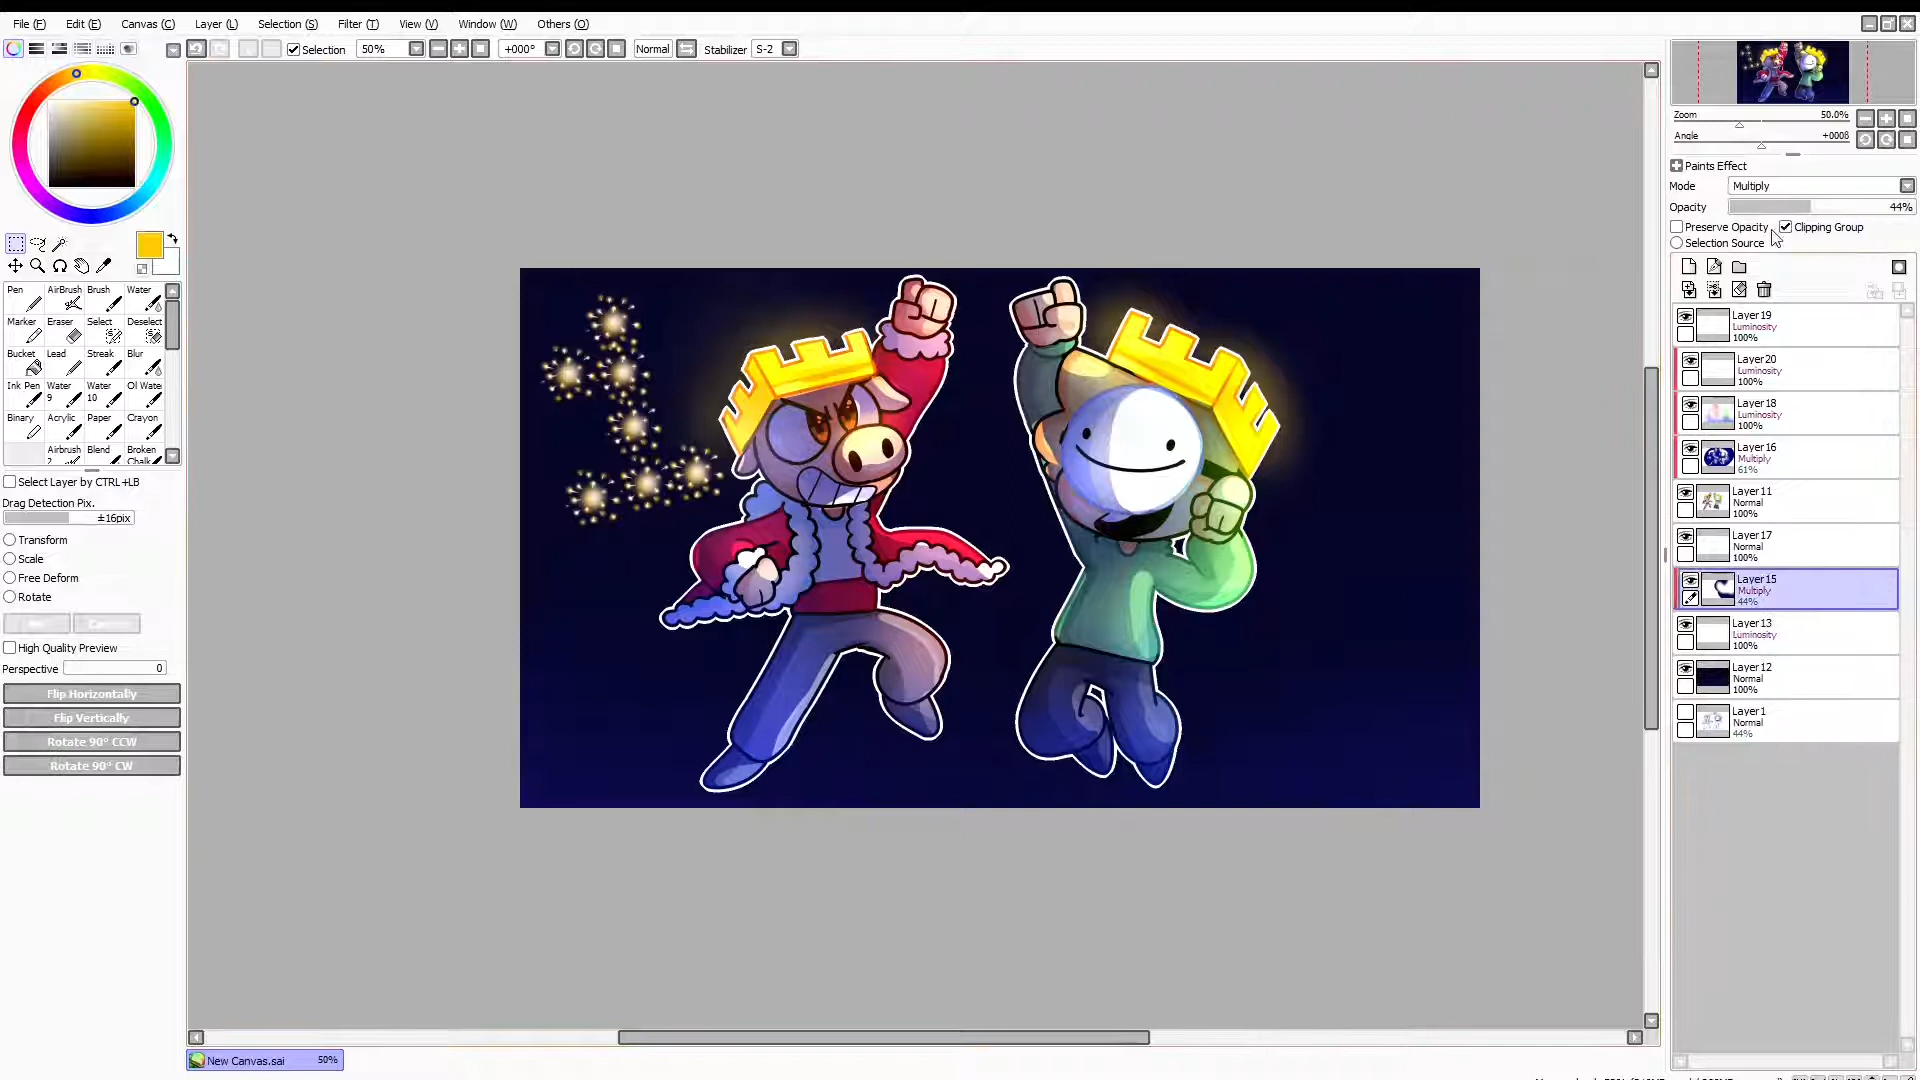 File (F) Edit (E) Canvas (C) Layer (L) Selection (S) Filter (T) View (V) Window (W) Others (O)
Selection 50% +000° Normal Stabilizer S-2
Zoom 50.0%
Angle +000ß
Paints Effect
Mode Multiply
Opacity 44%
Preserve Opacity Clipping Group
Selection Source
Pen AirBrush Brush Water
Marker Eraser Select Deselect
Bucket Lead Streak Blur
Ink Pen Water 9 Water 10 Oil Water
Binary Acrylic Paper Crayon
Airbrush 2 Blend Broken Chalk
Select Layer by CTRL+LB
Drag Detection Pix.
±16pix
Transform
Scale
Free Deform
Rotate
High Quality Preview
Perspective 0
Flip Horizontally
Flip Vertically
Rotate 90° CCW
Rotate 90° CW
Layer19
Luminosity
100%
Layer20
Luminosity
100%
Layer18
Luminosity
100%
Layer16
Multiply
61%
Layer11
Normal
100%
Layer17
Normal
100%
Layer15
Multiply
44%
Layer13
Luminosity
100%
Layer12
Normal
100%
Layer1
Normal
44%
New Canvas.sai 50%